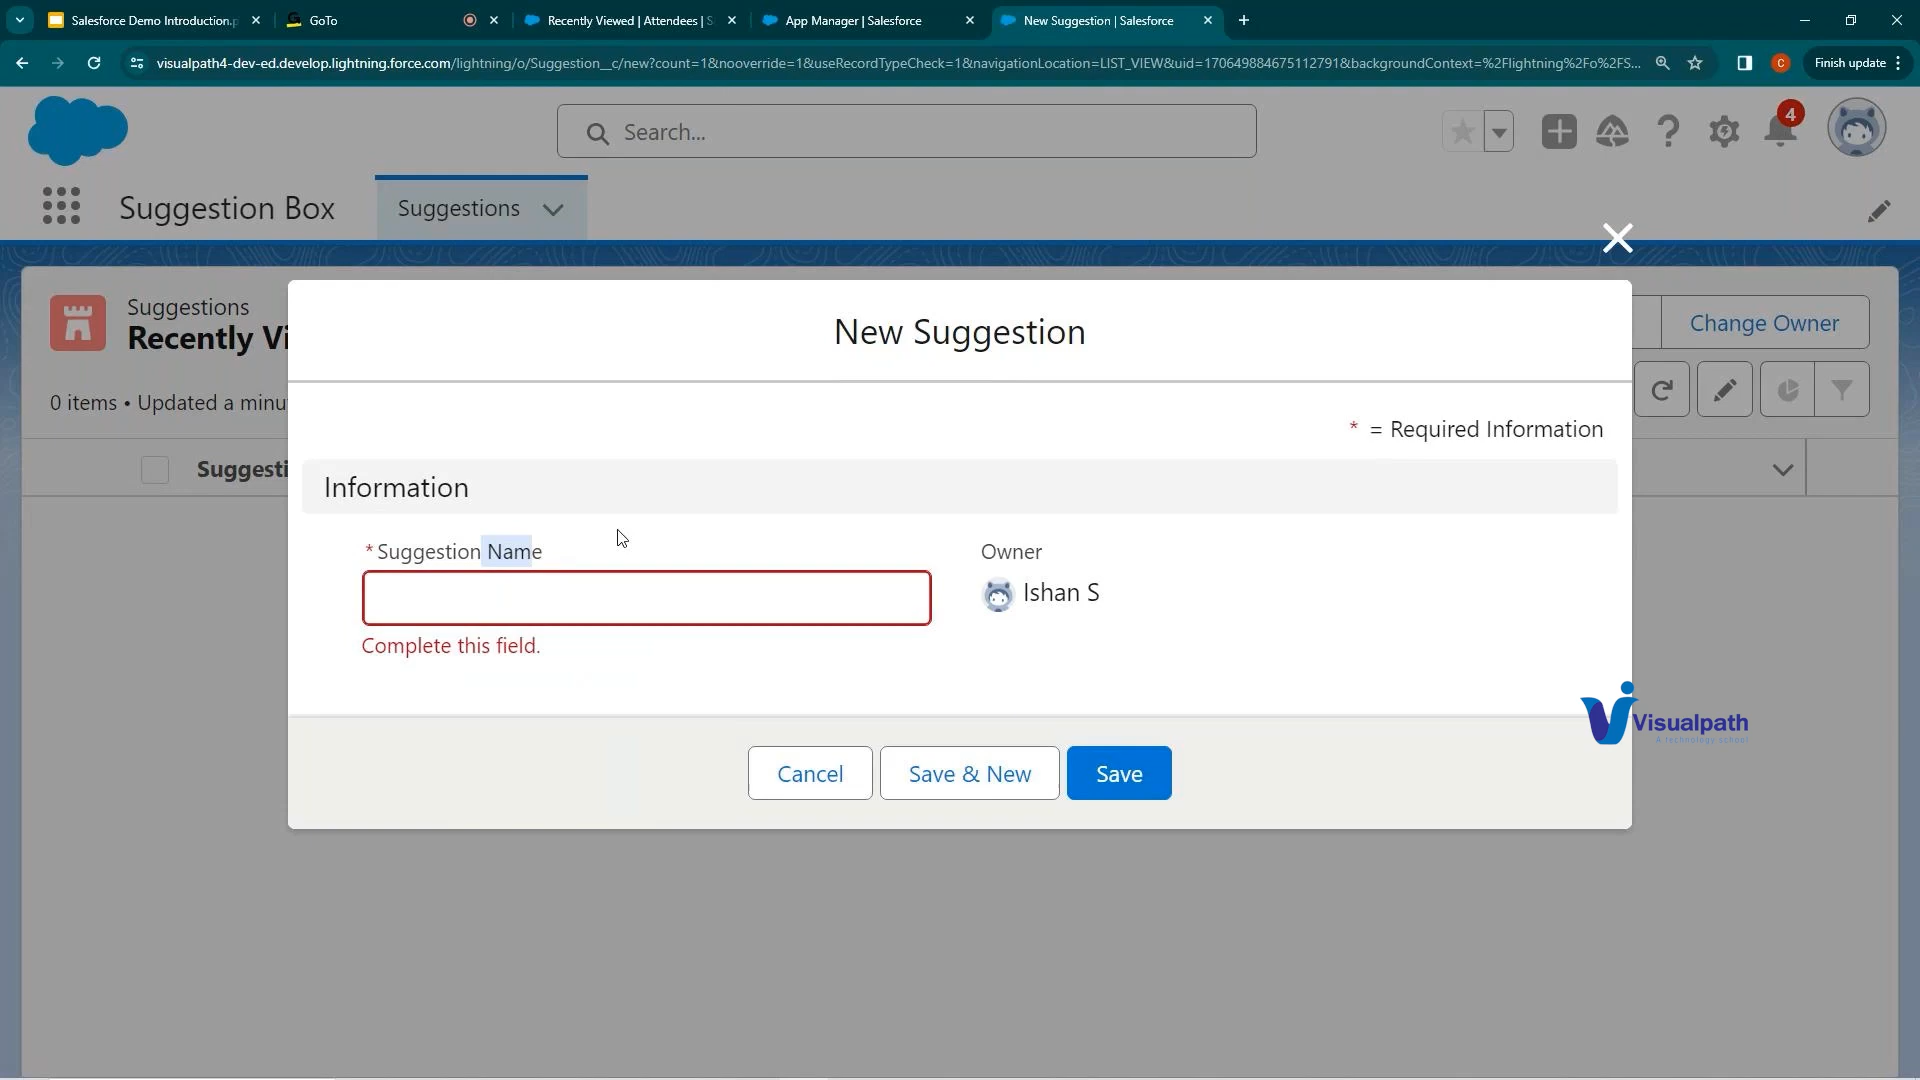 Salesforce Demo Introduction.p
GoTo
Recently Viewed | Attendees | S
App Manager | Salesforce
New Suggestion | Salesforce
visualpath4-dev-ed.develop.lightning.force.com/lightning/o/Suggestion__c/new?count=1&nooverride=1&useRecordTypeCheck=1&navigationLocation=LIST_VIEW&uid=170649884675112791&backgroundContext=%2Flightning%2Fo%2FS...
C
Finish update
Search...
4
Suggestion Box
Suggestions
Suggestions
Recently Vi
Change Owner
0 items • Updated a minu
Suggesti
New Suggestion
* = Required Information
Information
*Suggestion Name
Complete this field.
Owner
Ishan S
Visualpath
A technology school
Cancel
Save & New
Save